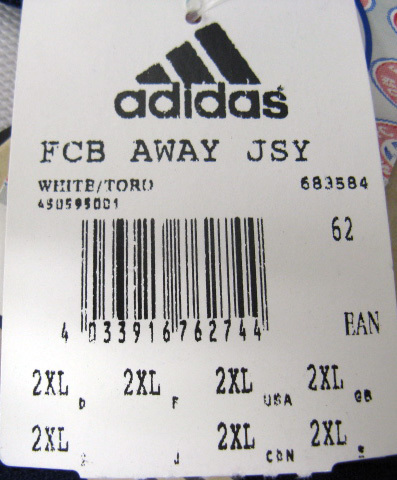 adidas
FCB AWAY JSY
WHITE/TORO 683584
450595001
62
4 033916 762744 EAN
2XL D 2XL F 2XL USA 2XL GB
2XL 2XL CDN 2XL E
J